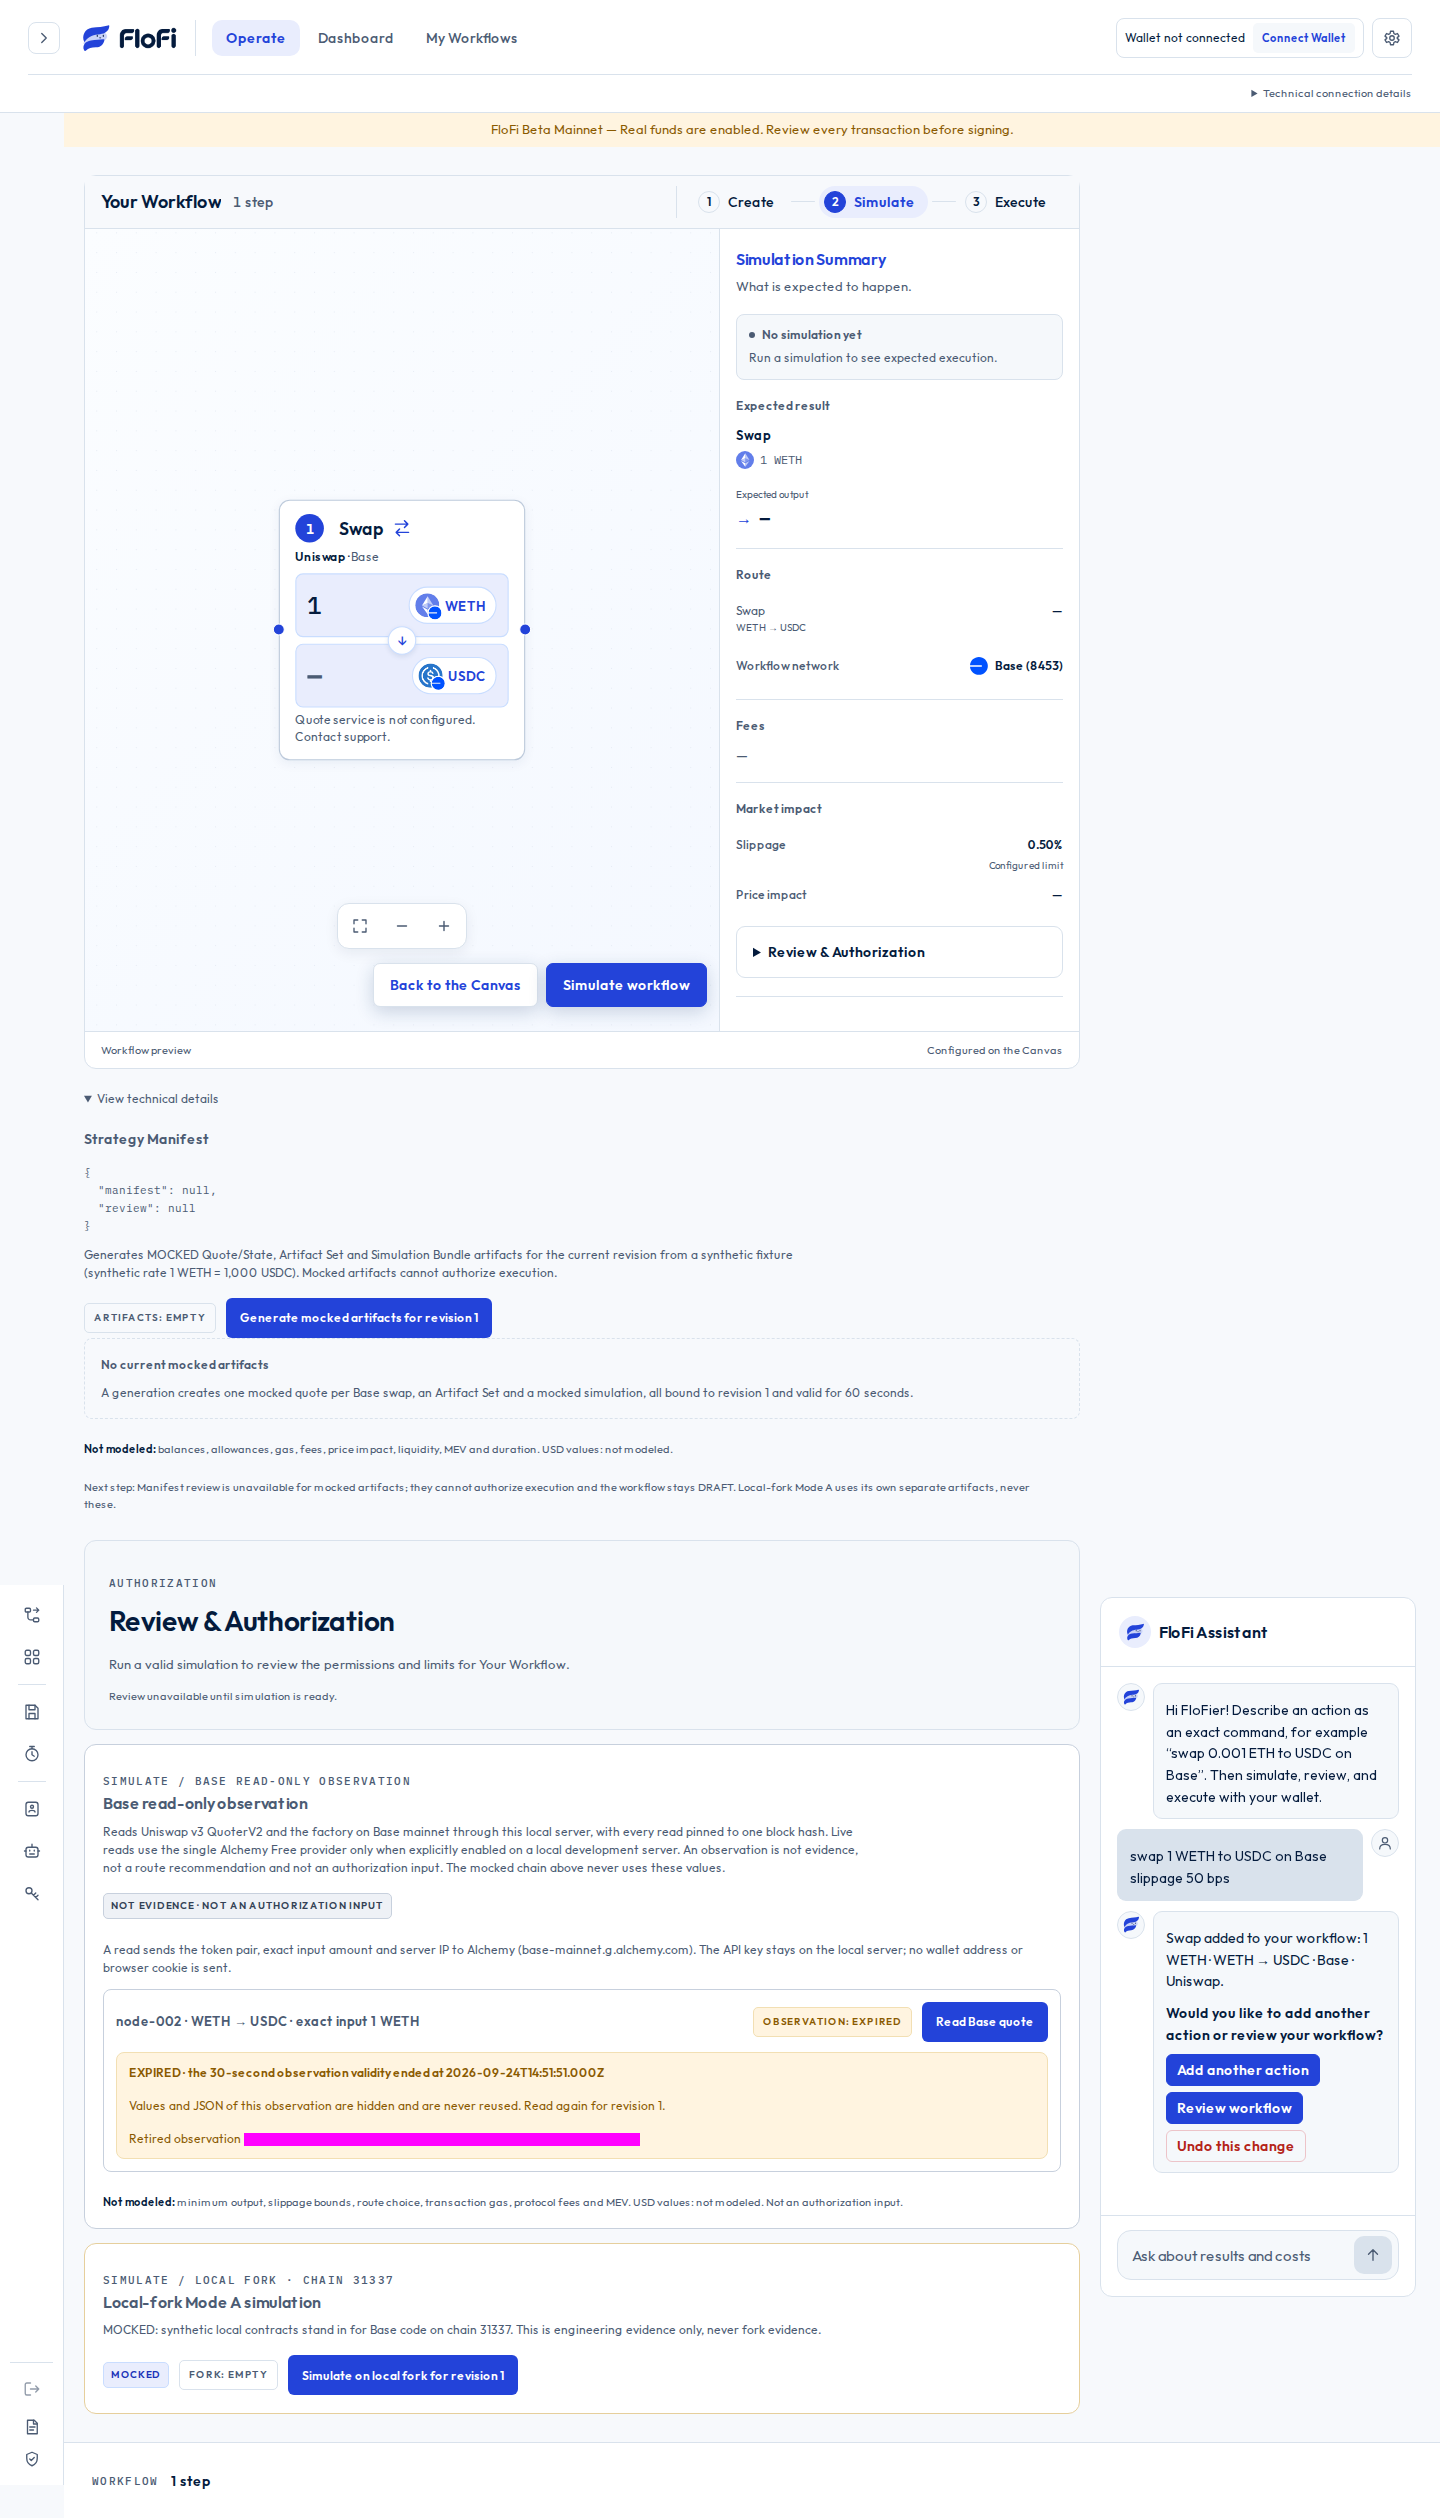 FloFi
Operate
Dashboard
My Workflows
Wallet not connected
Connect Wallet
Technical connection details
FloFi Beta Mainnet — Real funds are enabled. Review every transaction before signing.
Your Workflow
1 step
1 Create
2 Simulate
3 Execute
1 Swap
Uniswap · Base
1
WETH
—
USDC
Quote service is not configured.
Contact support.
Back to the Canvas
Simulate workflow
Simulation Summary
What is expected to happen.
No simulation yet
Run a simulation to see expected execution.
Expected result
Swap
1 WETH
Expected output
→ —
Route
Swap —
WETH → USDC
Workflow network
Base (8453)
Fees
—
Market impact
Slippage 0.50%
Configured limit
Price impact —
Review & Authorization
Workflow preview
Configured on the Canvas
View technical details
Strategy Manifest
{
"manifest": null,
"review": null
}
Generates MOCKED Quote/State, Artifact Set and Simulation Bundle artifacts for the current revision from a synthetic fixture
(synthetic rate 1 WETH = 1,000 USDC). Mocked artifacts cannot authorize execution.
ARTIFACTS: EMPTY
Generate mocked artifacts for revision 1
No current mocked artifacts
A generation creates one mocked quote per Base swap, an Artifact Set and a mocked simulation, all bound to revision 1 and valid for 60 seconds.
Not modeled: balances, allowances, gas, fees, price impact, liquidity, MEV and duration. USD values: not modeled.
Next step: Manifest review is unavailable for mocked artifacts; they cannot authorize execution and the workflow stays DRAFT. Local-fork Mode A uses its own separate artifacts, never
these.
AUTHORIZATION
Review & Authorization
Run a valid simulation to review the permissions and limits for Your Workflow.
Review unavailable until simulation is ready.
SIMULATE / BASE READ-ONLY OBSERVATION
Base read-only observation
Reads Uniswap v3 QuoterV2 and the factory on Base mainnet through this local server, with every read pinned to one block hash. Live
reads use the single Alchemy Free provider only when explicitly enabled on a local development server. An observation is not evidence,
not a route recommendation and not an authorization input. The mocked chain above never uses these values.
NOT EVIDENCE · NOT AN AUTHORIZATION INPUT
A read sends the token pair, exact input amount and server IP to Alchemy (base-mainnet.g.alchemy.com). The API key stays on the local server; no wallet address or
browser cookie is sent.
node-002 · WETH → USDC · exact input 1 WETH
OBSERVATION: EXPIRED
Read Base quote
EXPIRED · the 30-second observation validity ended at 2026-09-24T14:51:51.000Z
Values and JSON of this observation are hidden and are never reused. Read again for revision 1.
Retired observation
Not modeled: minimum output, slippage bounds, route choice, transaction gas, protocol fees and MEV. USD values: not modeled. Not an authorization input.
SIMULATE / LOCAL FORK · CHAIN 31337
Local-fork Mode A simulation
MOCKED: synthetic local contracts stand in for Base code on chain 31337. This is engineering evidence only, never fork evidence.
MOCKED
FORK: EMPTY
Simulate on local fork for revision 1
WORKFLOW 1 step
FloFi Assistant
Hi FloFier! Describe an action as
an exact command, for example
“swap 0.001 ETH to USDC on
Base”. Then simulate, review, and
execute with your wallet.
swap 1 WETH to USDC on Base
slippage 50 bps
Swap added to your workflow: 1
WETH · WETH → USDC · Base ·
Uniswap.
Would you like to add another
action or review your workflow?
Add another action
Review workflow
Undo this change
Ask about results and costs